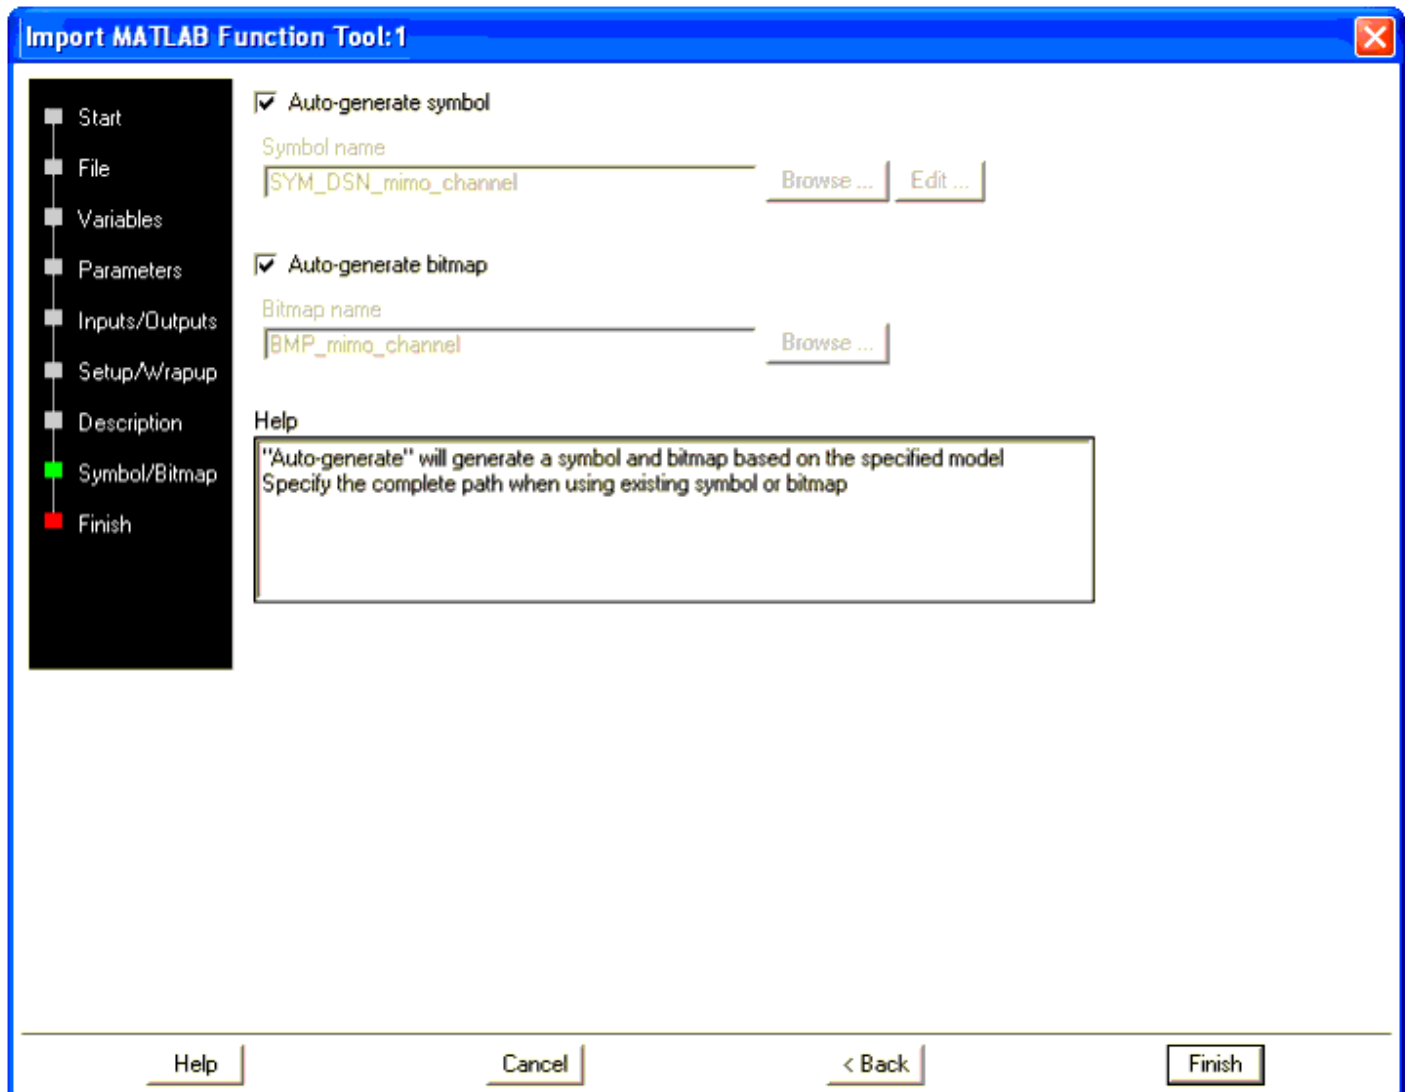 Import MATLAB Function Tool:1
Start
File
Variables
Parameters
Inputs/Outputs
Setup/Wrapup
Description
Symbol/Bitmap
Finish
Auto-generate symbol
Symbol name
SYM_DSN_mimo_channel
Browse ...
Edit ...
Auto-generate bitmap
Bitmap name
BMP_mimo_channel
Browse ...
Help
"Auto-generate" will generate a symbol and bitmap based on the specified model
Specify the complete path when using existing symbol or bitmap
Help
Cancel
< Back
Finish